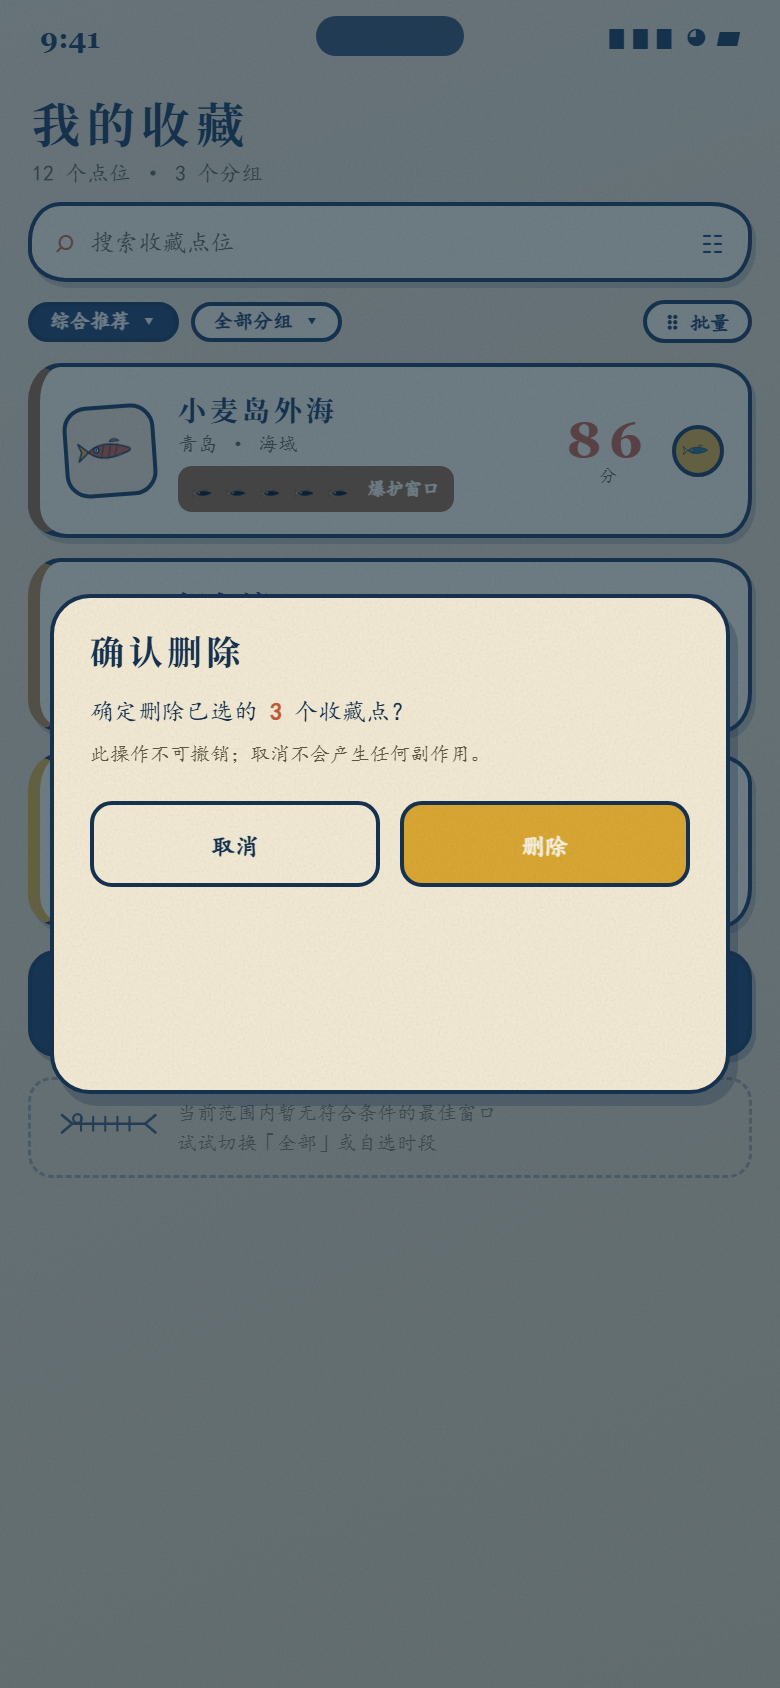 9:41
我的收藏
12 个点位 • 3 个分组
搜索收藏点位
综合推荐 ▼ 全部分组 ▼ 批量
小麦岛外海
青岛 • 海域
86
分
爆护窗口
确认删除
确定删除已选的 3 个收藏点？
此操作不可撤销；取消不会产生任何副作用。
取消 删除
当前范围内暂无符合条件的最佳窗口
试试切换「全部」或自选时段